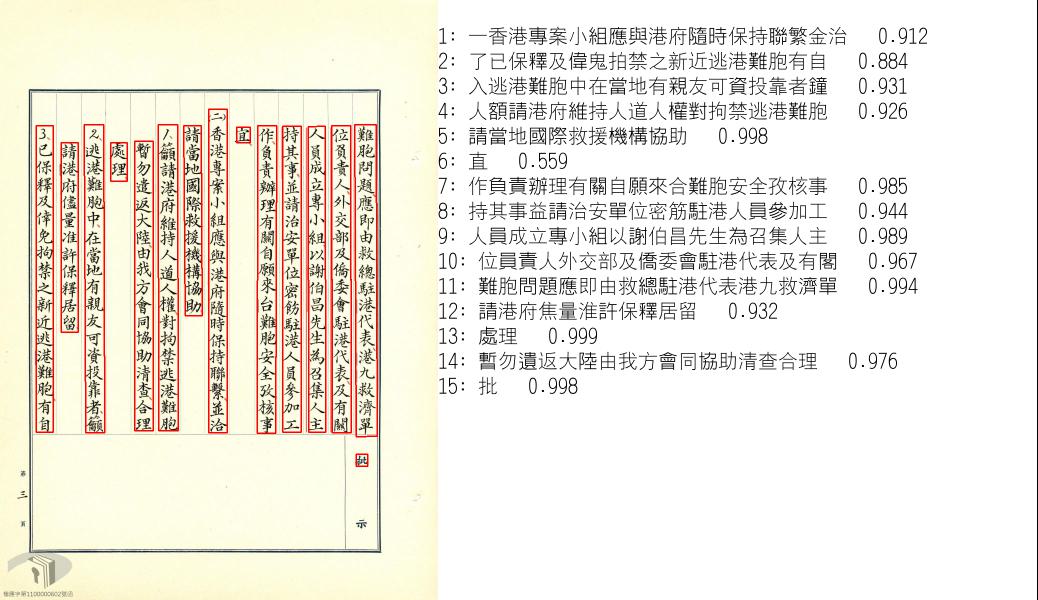 難胞問題應即由救總駐港代表港九救濟單
位負責人外交部及僑委會駐港代表及有關
人員成立專小組以謝伯昌先生為召集人主
持其事並請治安單位密飭駐港人員參加工
作負責辦理有關自願來台難胞安全孜核事
宜
(二)香港專案小組應與港府隨時保持聯繫並洽
請當地國際救援機構協助
1.籲請港府維持人道人權對拘禁逃港難胞
暫勿遣返大陸由我方會同協助清查合理
處理
2.逃港難胞中在當地有親友可資投靠者籲
請港府儘量准許保釋居留
3.已保釋及倖免拘禁之新近逃港難胞有自
批示
第三頁
檔應字第1100000602號函
1: 一香港專案小組應與港府隨時保持聯繁金治 0.912
2: 了已保釋及偉鬼拍禁之新近逃港難胞有自 0.884
3: 入逃港難胞中在當地有親友可資投靠者鐘 0.931
4: 人額請港府維持人道人權對拘禁逃港難胞 0.926
5: 請當地國際救援機構協助 0.998
6: 直 0.559
7: 作負責辦理有關自願來合難胞安全孜核事 0.985
8: 持其事益請治安單位密筋駐港人員參加工 0.944
9: 人員成立專小組以謝伯昌先生為召集人主 0.989
10: 位員責人外交部及僑委會駐港代表及有閣 0.967
11: 難胞問題應即由救總駐港代表港九救濟單 0.994
12: 請港府焦量淮許保釋居留 0.932
13: 處理 0.999
14: 暫勿遺返大陸由我方會同協助清查合理 0.976
15: 批 0.998